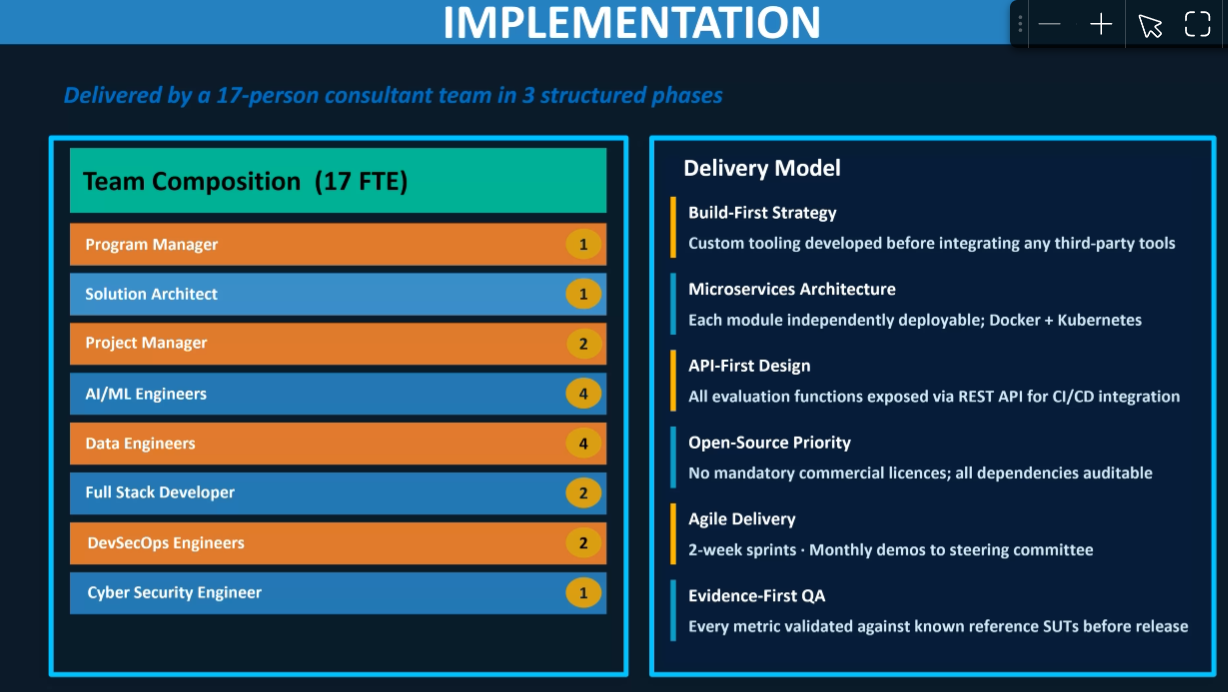 IMPLEMENTATION
Delivered by a 17-person consultant team in 3 structured phases
Team Composition (17 FTE)
Program Manager 1
Solution Architect 1
Project Manager 2
AI/ML Engineers 4
Data Engineers 4
Full Stack Developer 2
DevSecOps Engineers 2
Cyber Security Engineer 1
Delivery Model
Build-First Strategy
Custom tooling developed before integrating any third-party tools
Microservices Architecture
Each module independently deployable; Docker + Kubernetes
API-First Design
All evaluation functions exposed via REST API for CI/CD integration
Open-Source Priority
No mandatory commercial licences; all dependencies auditable
Agile Delivery
2-week sprints · Monthly demos to steering committee
Evidence-First QA
Every metric validated against known reference SUTs before release